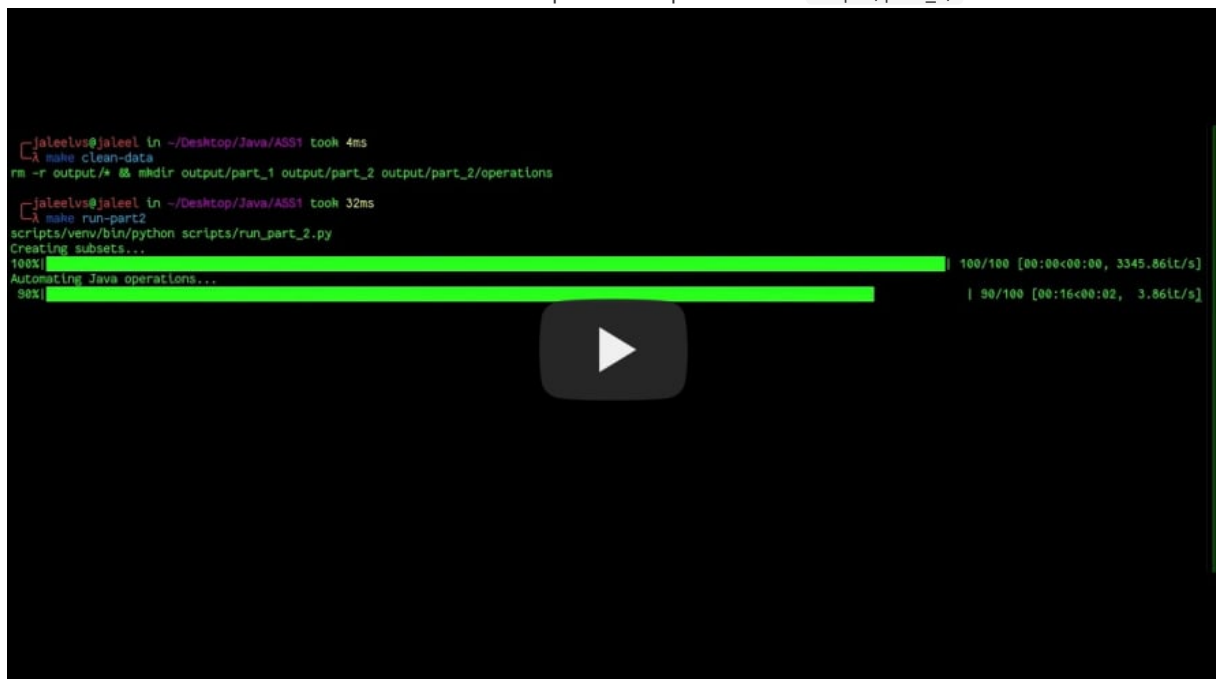 jaleelvs@jaleel in ~/Desktop/Java/ASS1 took 4ms
λ make clean-data
rm -r output/* && mkdir output/part_1 output/part_2 output/part_2/operations
jaleelvs@jaleel in ~/Desktop/Java/ASS1 took 32ms
λ make run-part2
scripts/venv/bin/python scripts/run_part_2.py
Creating subsets...
100%| | 100/100 [00:00<00:00, 3345.86it/s]
Automating Java operations...
90%| | 90/100 [00:16<00:02, 3.86it/s]